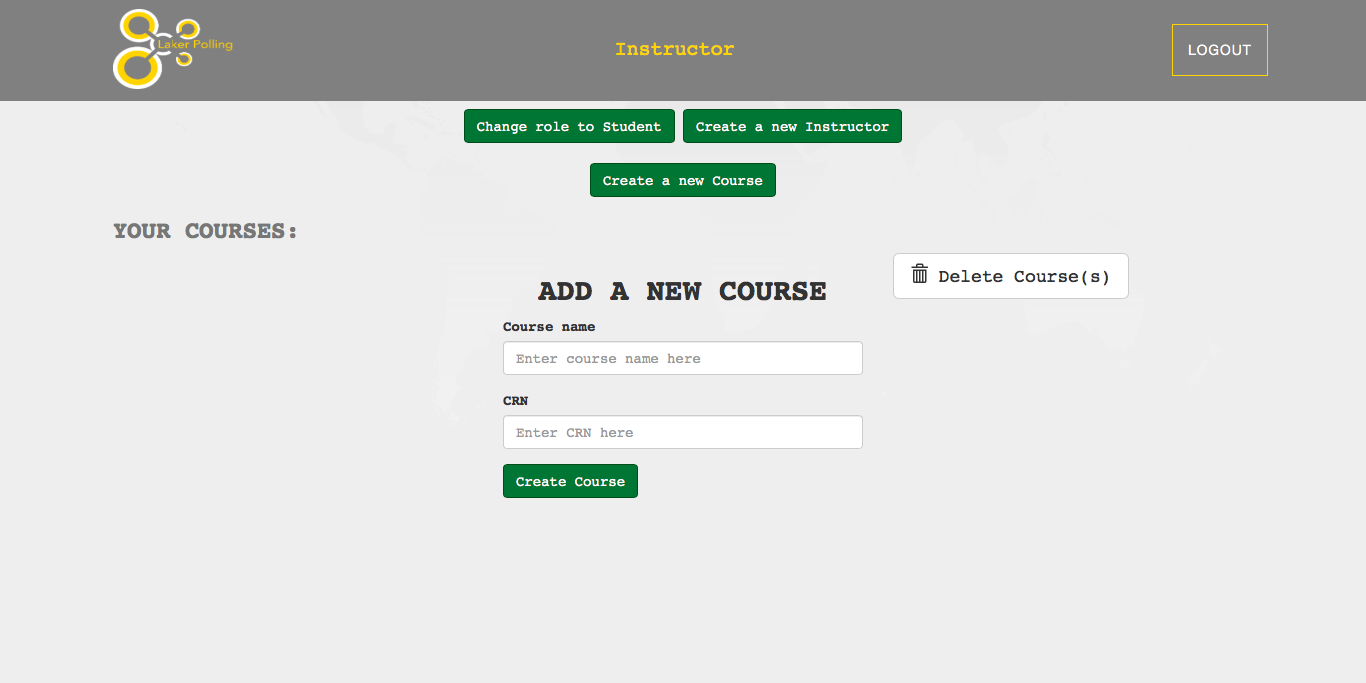 Laker Polling
Instructor
LOGOUT
Change role to Student
Create a new Instructor
Create a new Course
YOUR COURSES:
Delete Course(s)
ADD A NEW COURSE
Course name
Enter course name here
CRN
Enter CRN here
Create Course